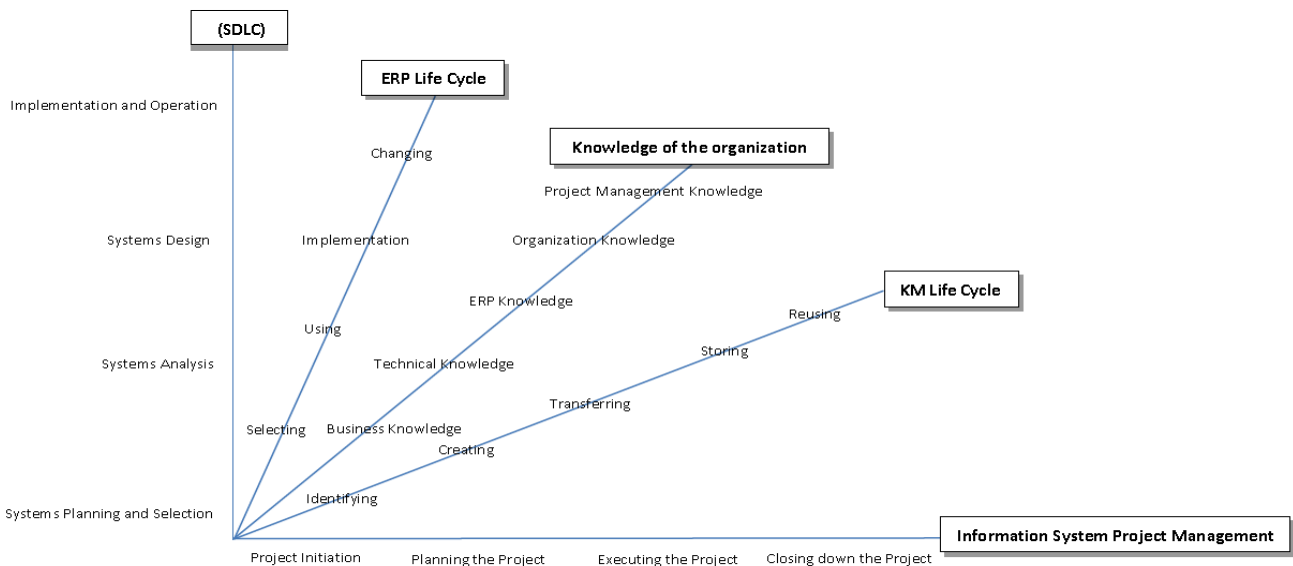 (SDLC)
ERP Life Cycle
Implementation and Operation
Knowledge of the organization
Changing
Project Management Knowledge
Systems Design
Implementation
Organization Knowledge
KM Life Cycle
ERP Knowledge
Reusing
Using
Storing
Systems Analysis
Technical Knowledge
Transferring
Selecting
Business Knowledge
Creating
Identifying
Systems Planning and Selection
Information System Project Management
Project Initiation
Planning the Project
Executing the Project
Closing down the Project